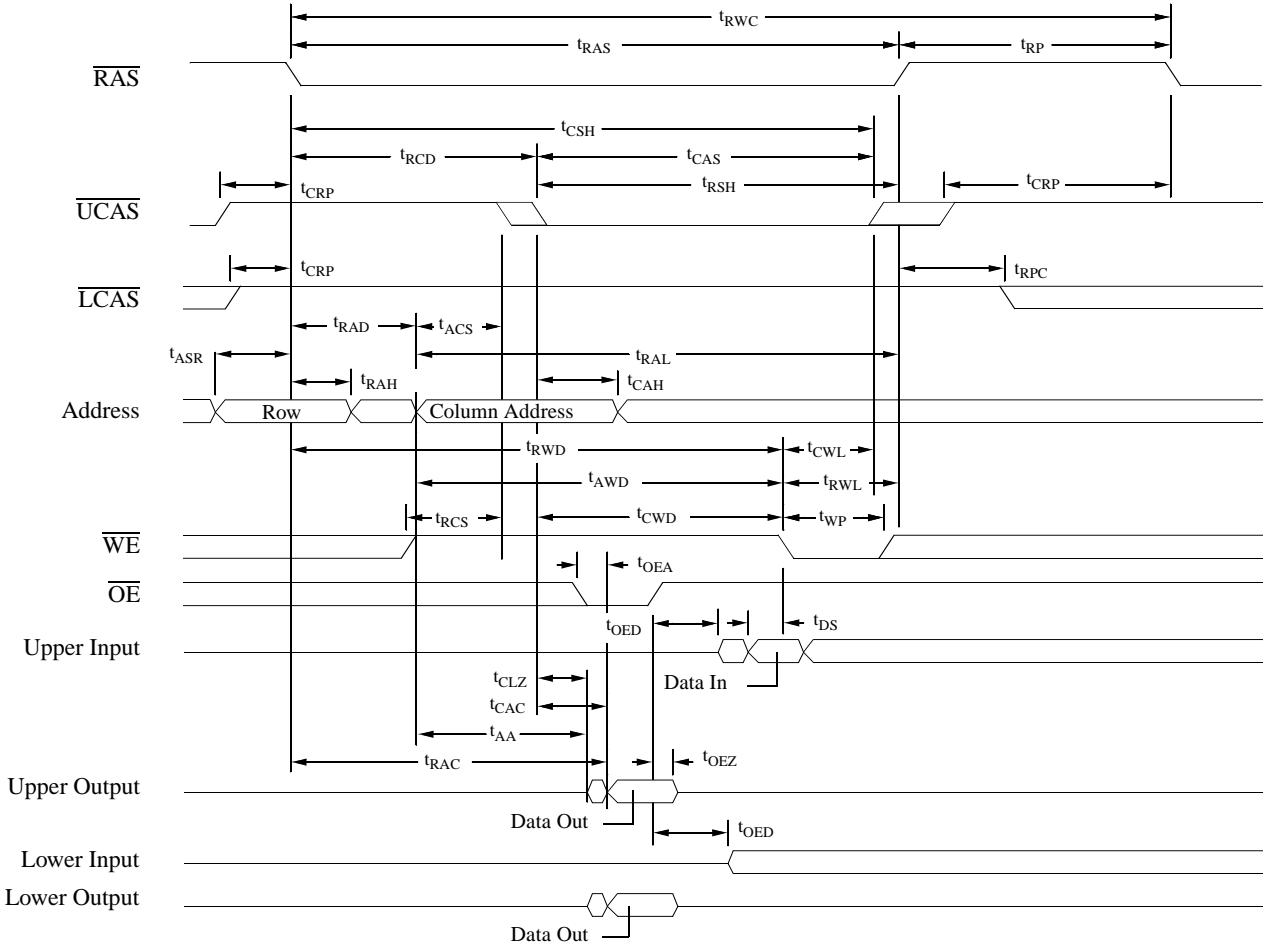 tRWC
tRAS tRP
RAS
tCSH
tRCD tCAS
tCRP tRSH tCRP
UCAS
tCRP tRPC
LCAS
tRAD tACS
tASR tRAL
tRAH tCAH
Address Row Column Address
tRWD tCWL
tAWD tRWL
tRCS tCWD tWP
WE
tOEA
OE
tOED tDS
Upper Input
tCLZ Data In
tCAC
tAA
tRAC tOEZ
Upper Output
Data Out
tOED
Lower Input
Lower Output
Data Out